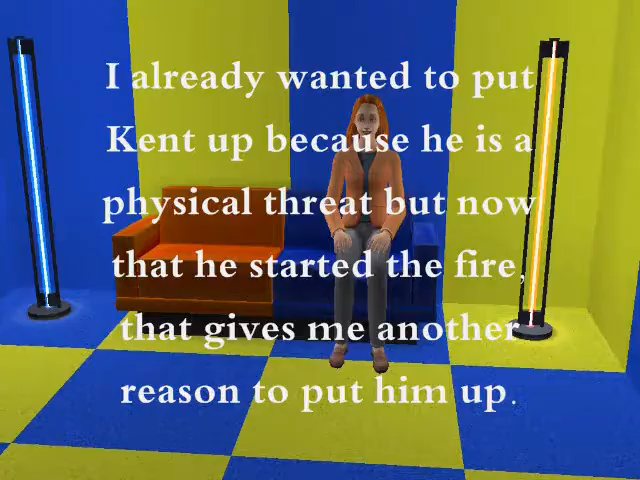 I already wanted to put
Kent up because he is a
physical threat but now
that he started the fire,
that gives me another
reason to put him up.